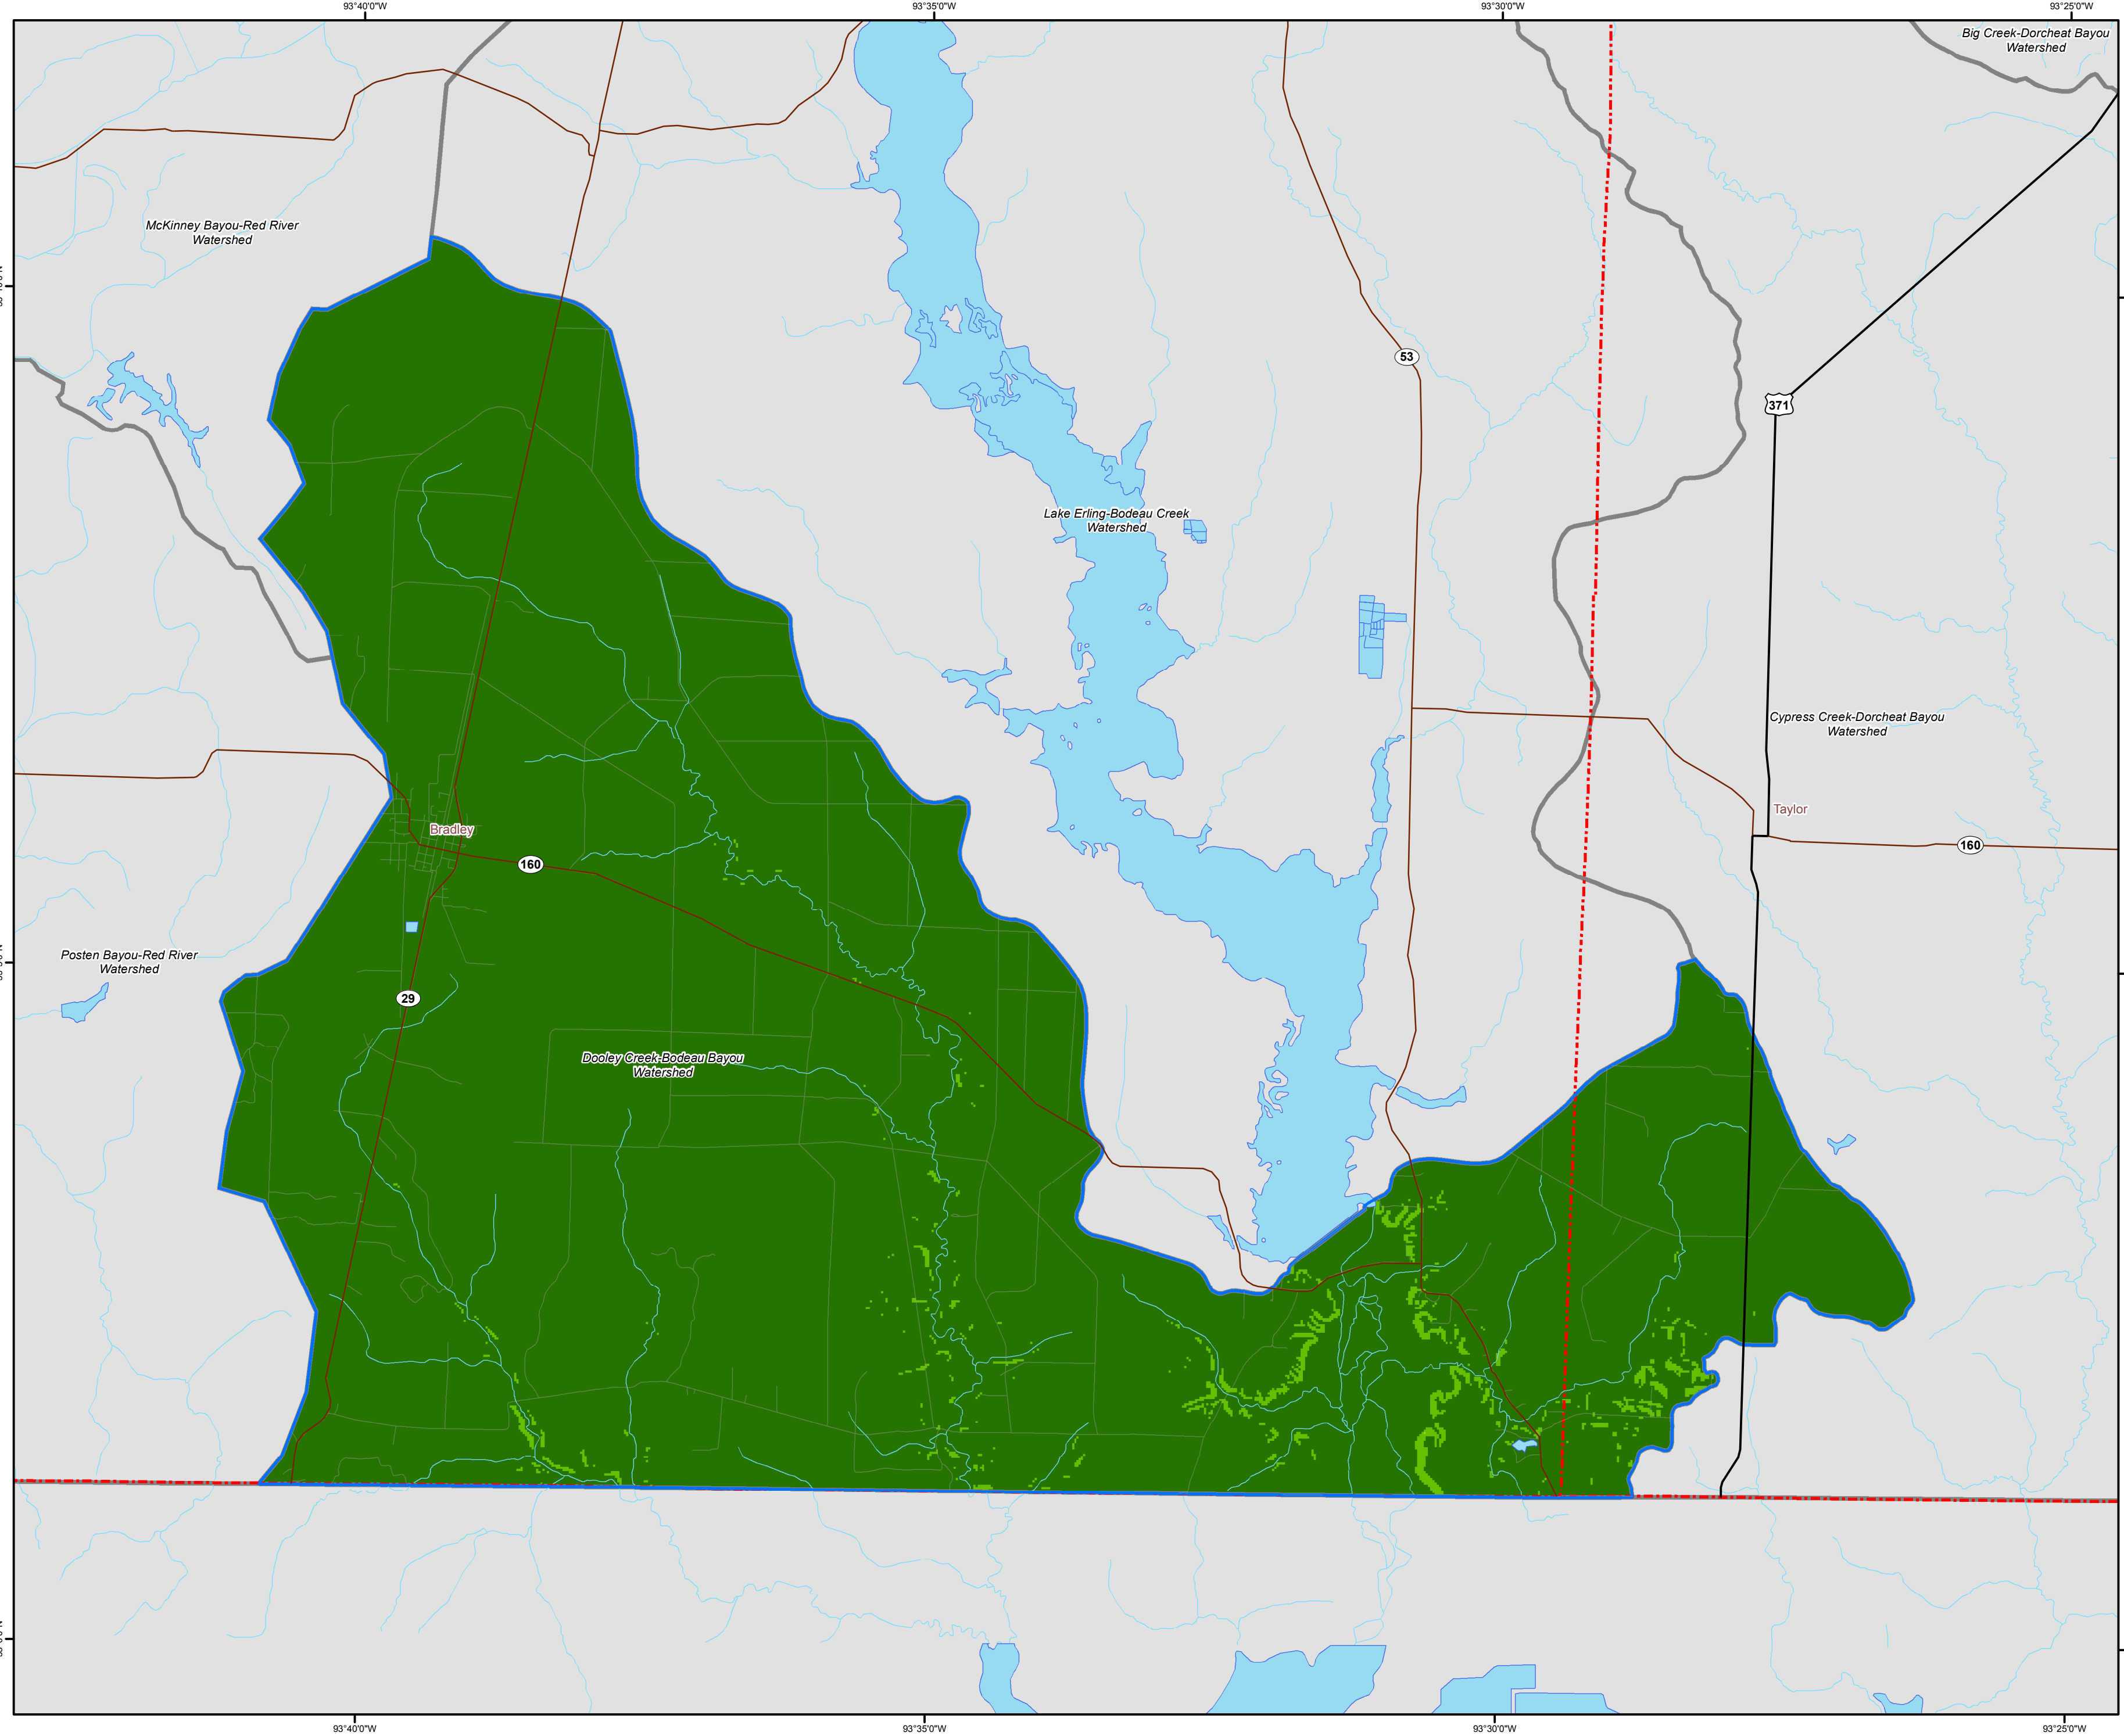 93°40'0"W
93°35'0"W
93°30'0"W
93°25'0"W
Big Creek-Dorcheat Bayou
Watershed
McKinney Bayou-Red River
Watershed
53
371
Lake Erling-Bodeau Creek
Watershed
Cypress Creek-Dorcheat Bayou
Watershed
Taylor
Bradley
160
160
Posten Bayou-Red River
Watershed
29
Dooley Creek-Bodeau Bayou
Watershed
93°40'0"W
93°35'0"W
93°30'0"W
93°25'0"W